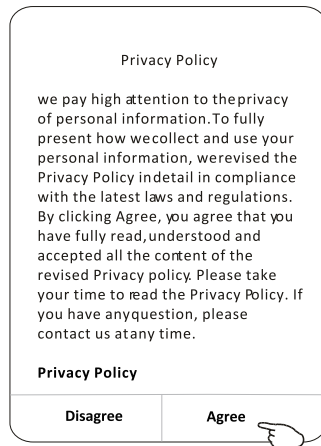 Privacy Policy
we pay high attention to theprivacy
of personal information.To fully
present how wecollect and use your
personal information, werevised the
Privacy Policy indetail in compliance
with the latest laws and regulations.
By clicking Agree, you agree that you
have fully read,understood and
accepted all the content of the
revised Privacy policy. Please take
your time to read the Privacy Policy. If
you have anyquestion, please
contact us atany time.
Privacy Policy
Disagree
Agree